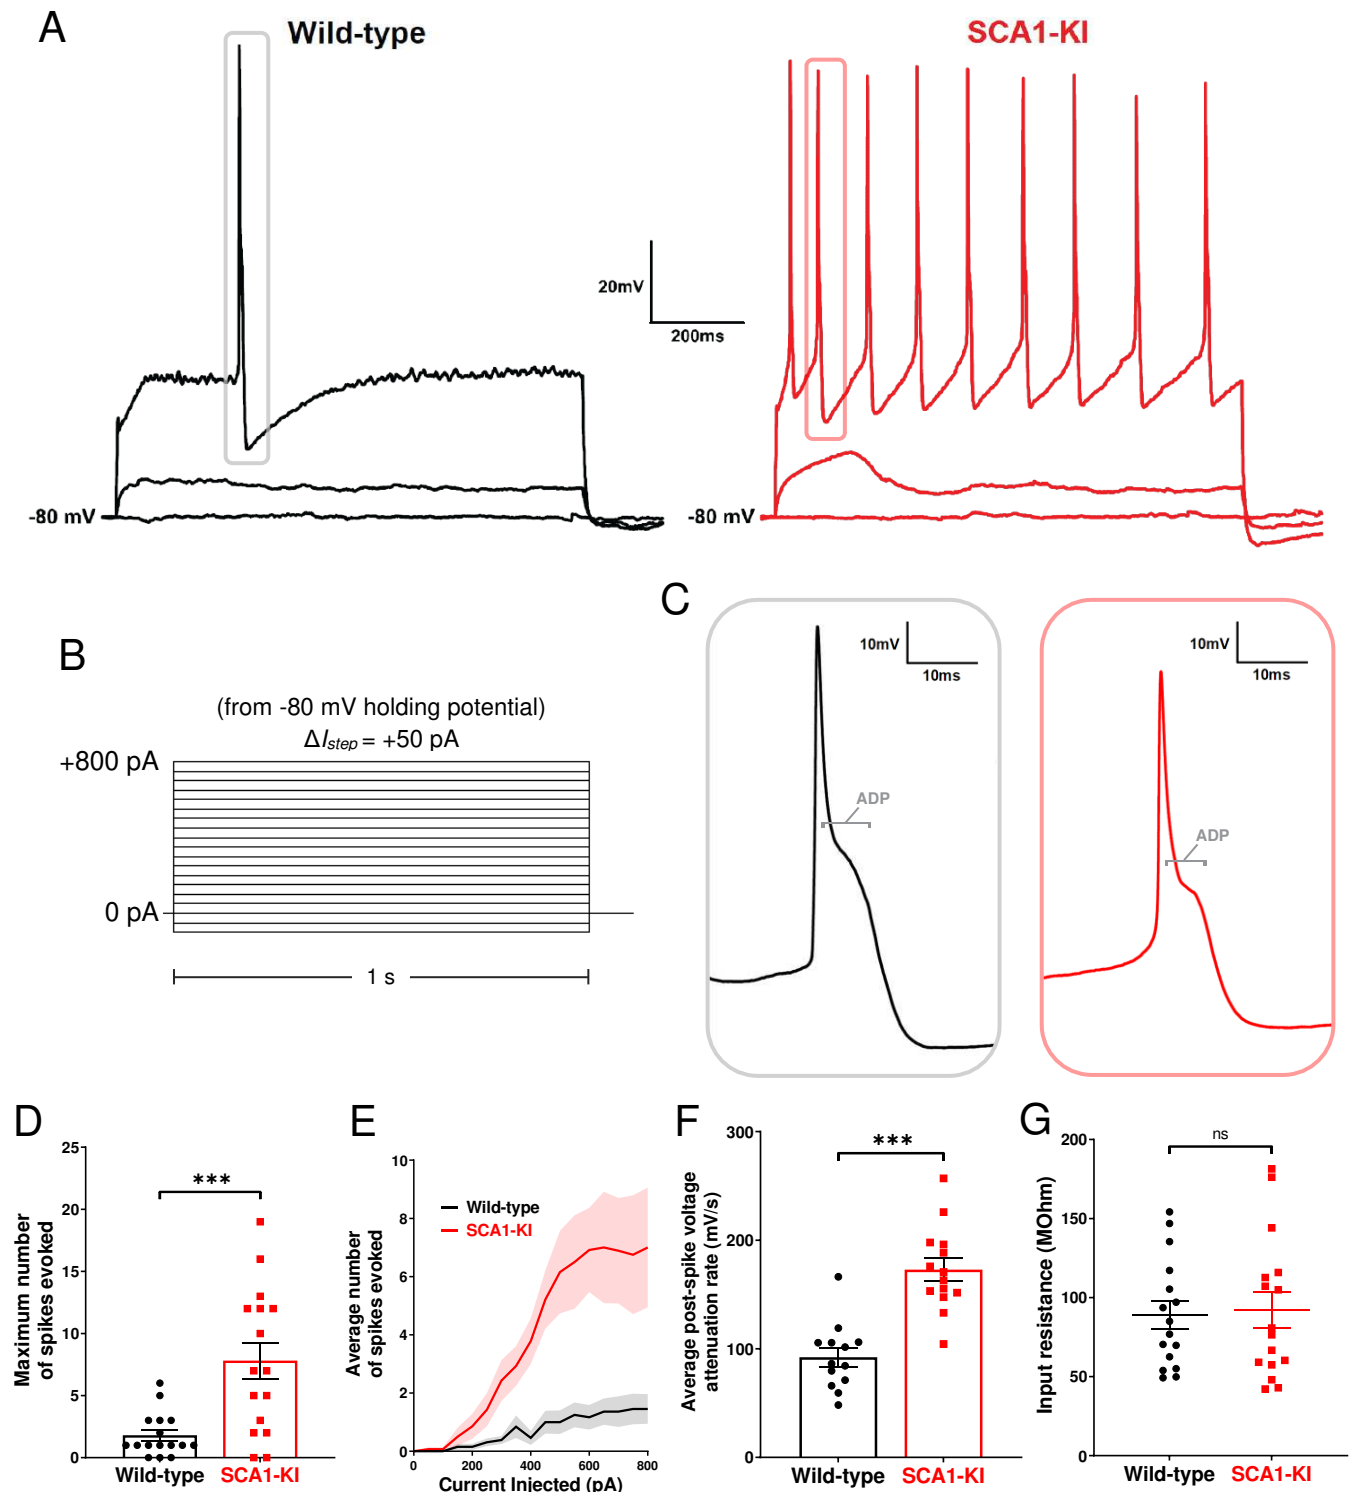 A
Wild-type
SCA1-KI
20mV
200ms
-80 mV
-80 mV
B
(from -80 mV holding potential)
ΔIstep = +50 pA
+800 pA
0 pA
1 s
C
10mV
10ms
ADP
10mV
10ms
ADP
D
Maximum number
of spikes evoked
25
20
15
10
5
0
***
Wild-type
SCA1-KI
E
Average number
of spikes evoked
10
8
6
4
2
0
Wild-type
SCA1-KI
0
200
400
600
800
Current Injected (pA)
F
Average post-spike voltage
attenuation rate (mV/s)
300
200
100
0
***
Wild-type
SCA1-KI
G
Input resistance (MOhm)
200
150
100
50
0
ns
Wild-type
SCA1-KI